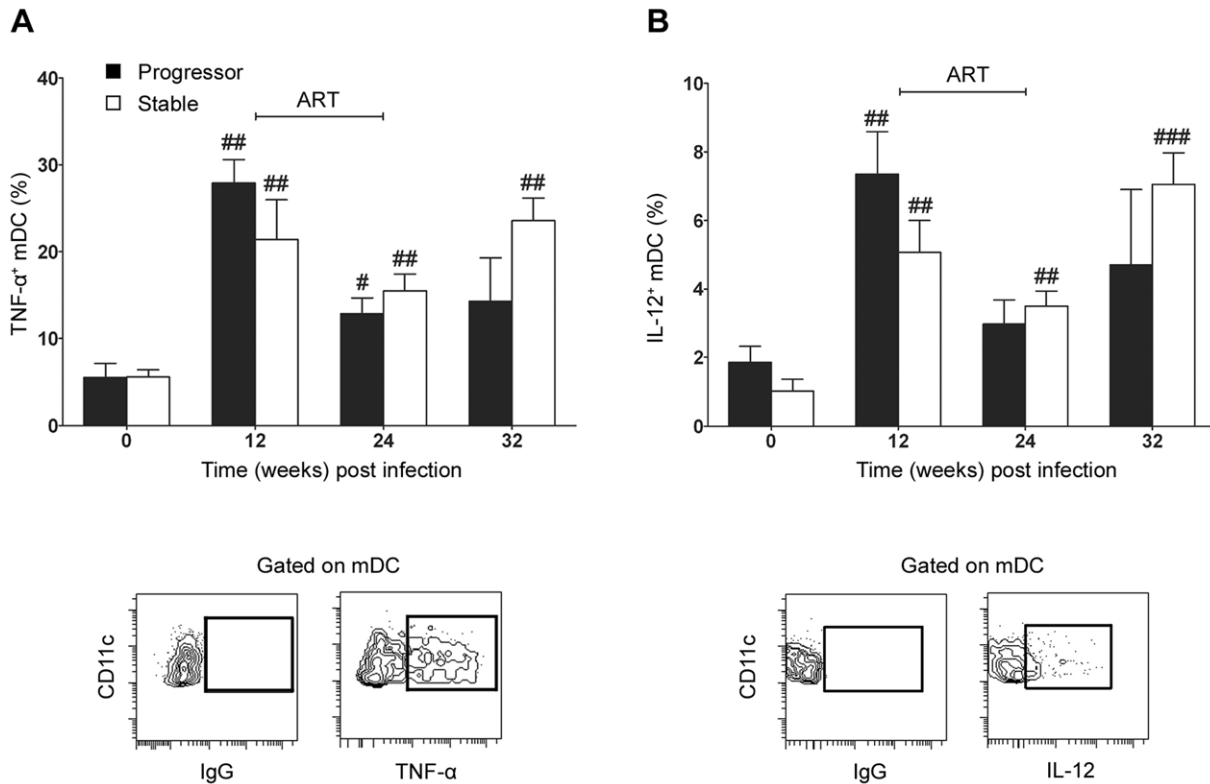 A
Progressor
Stable
ART
TNF-α⁺ mDC (%)
40
30
20
10
0
##
##
#
##
##
0
12
24
32
Time (weeks) post infection
Gated on mDC
CD11c
IgG
TNF-α
B
ART
IL-12⁺ mDC (%)
10
8
6
4
2
0
##
##
##
###
0
12
24
32
Time (weeks) post infection
Gated on mDC
CD11c
IgG
IL-12